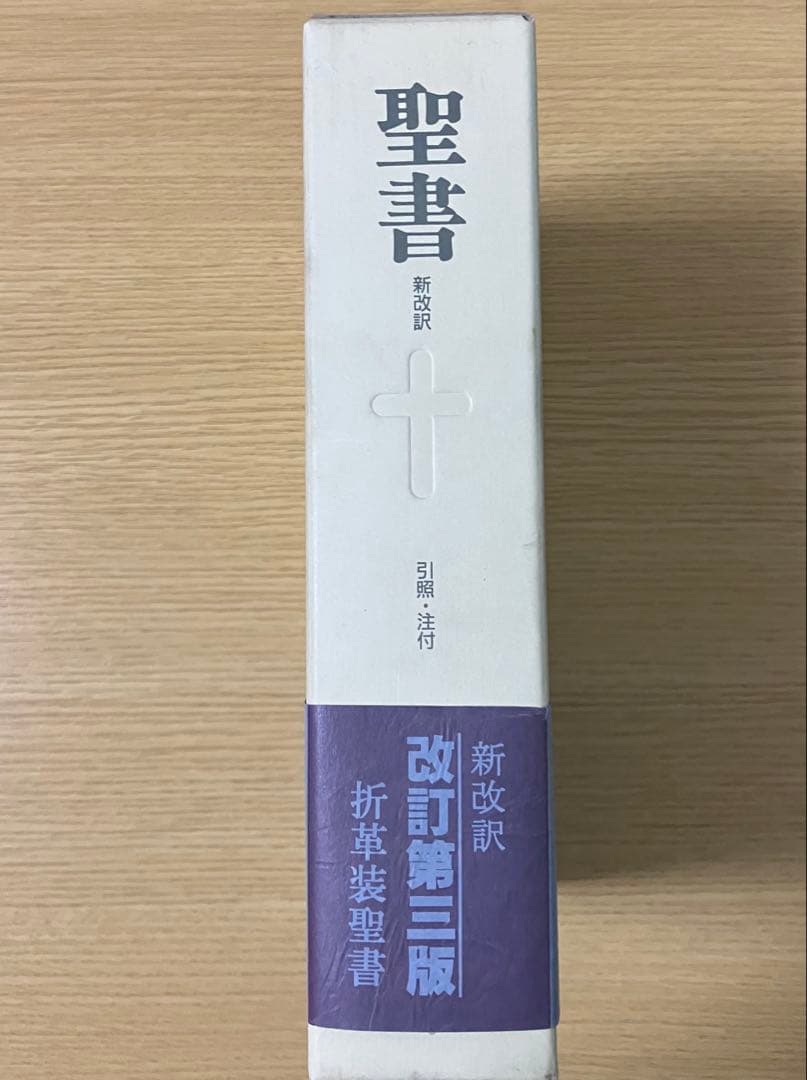 聖書
新改訳
引照・注付
新改訳
改訂第三版
折革装聖書